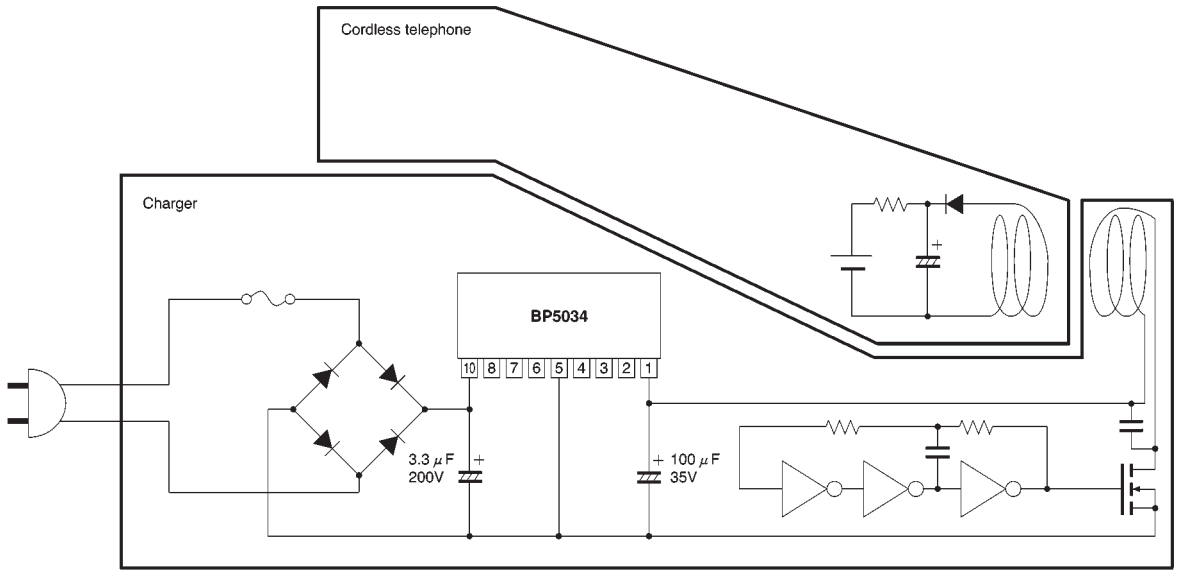 Cordless telephone
Charger
BP5034
10 8 7 6 5 4 3 2 1
3.3 μF
200V
+
+ 100 μF
35V
+